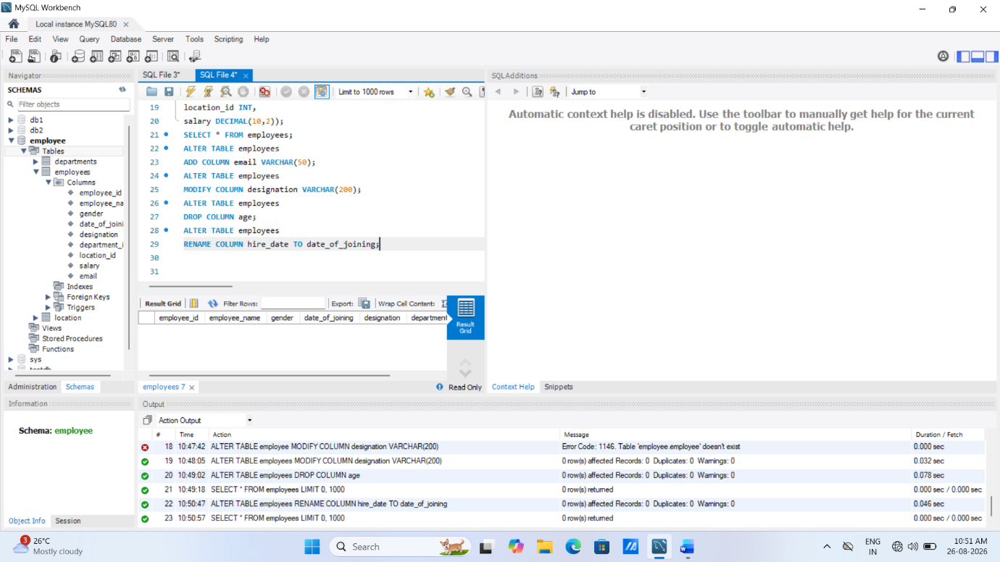 MySQL Workbench
Local instance MySQL80
File Edit View Query Database Server Tools Scripting Help
Navigator
SCHEMAS
Filter objects
db1
db2
employee
Tables
departments
employees
Columns
employee_id
employee_na
gender
date_of_joini
designation
department_i
location_id
salary
email
Indexes
Foreign Keys
Triggers
location
Views
Stored Procedures
Functions
sys
Administration Schemas
Information
Schema: employee
Object Info Session
SQL File 3* SQL File 4*
Limit to 1000 rows
19 location_id INT,
20 salary DECIMAL(10,2));
21 SELECT * FROM employees;
22 ALTER TABLE employees
23 ADD COLUMN email VARCHAR(50);
24 ALTER TABLE employees
25 MODIFY COLUMN designation VARCHAR(200);
26 ALTER TABLE employees
27 DROP COLUMN age;
28 ALTER TABLE employees
29 RENAME COLUMN hire_date TO date_of_joining;
30
31
Result Grid Filter Rows: Export: Wrap Cell Content:
employee_id employee_name gender date_of_joining designation department
Result
Grid
employees 7 Read Only
SQLAdditions
Jump to
Automatic context help is disabled. Use the toolbar to manually get help for the current
caret position or to toggle automatic help.
Context Help Snippets
Output
Action Output
# Time Action Message Duration / Fetch
18 10:47:42 ALTER TABLE employee MODIFY COLUMN designation VARCHAR(200) Error Code: 1146. Table 'employee.employee' doesn't exist 0.000 sec
19 10:48:05 ALTER TABLE employees MODIFY COLUMN designation VARCHAR(200) 0 row(s) affected Records: 0 Duplicates: 0 Warnings: 0 0.032 sec
20 10:49:02 ALTER TABLE employees DROP COLUMN age 0 row(s) affected Records: 0 Duplicates: 0 Warnings: 0 0.078 sec
21 10:49:18 SELECT * FROM employees LIMIT 0, 1000 0 row(s) returned 0.000 sec / 0.000 sec
22 10:50:47 ALTER TABLE employees RENAME COLUMN hire_date TO date_of_joining 0 row(s) affected Records: 0 Duplicates: 0 Warnings: 0 0.046 sec
23 10:50:57 SELECT * FROM employees LIMIT 0, 1000 0 row(s) returned 0.000 sec / 0.000 sec
3
26°C
Mostly cloudy
Search
ENG
IN
10:51 AM
26-08-2026